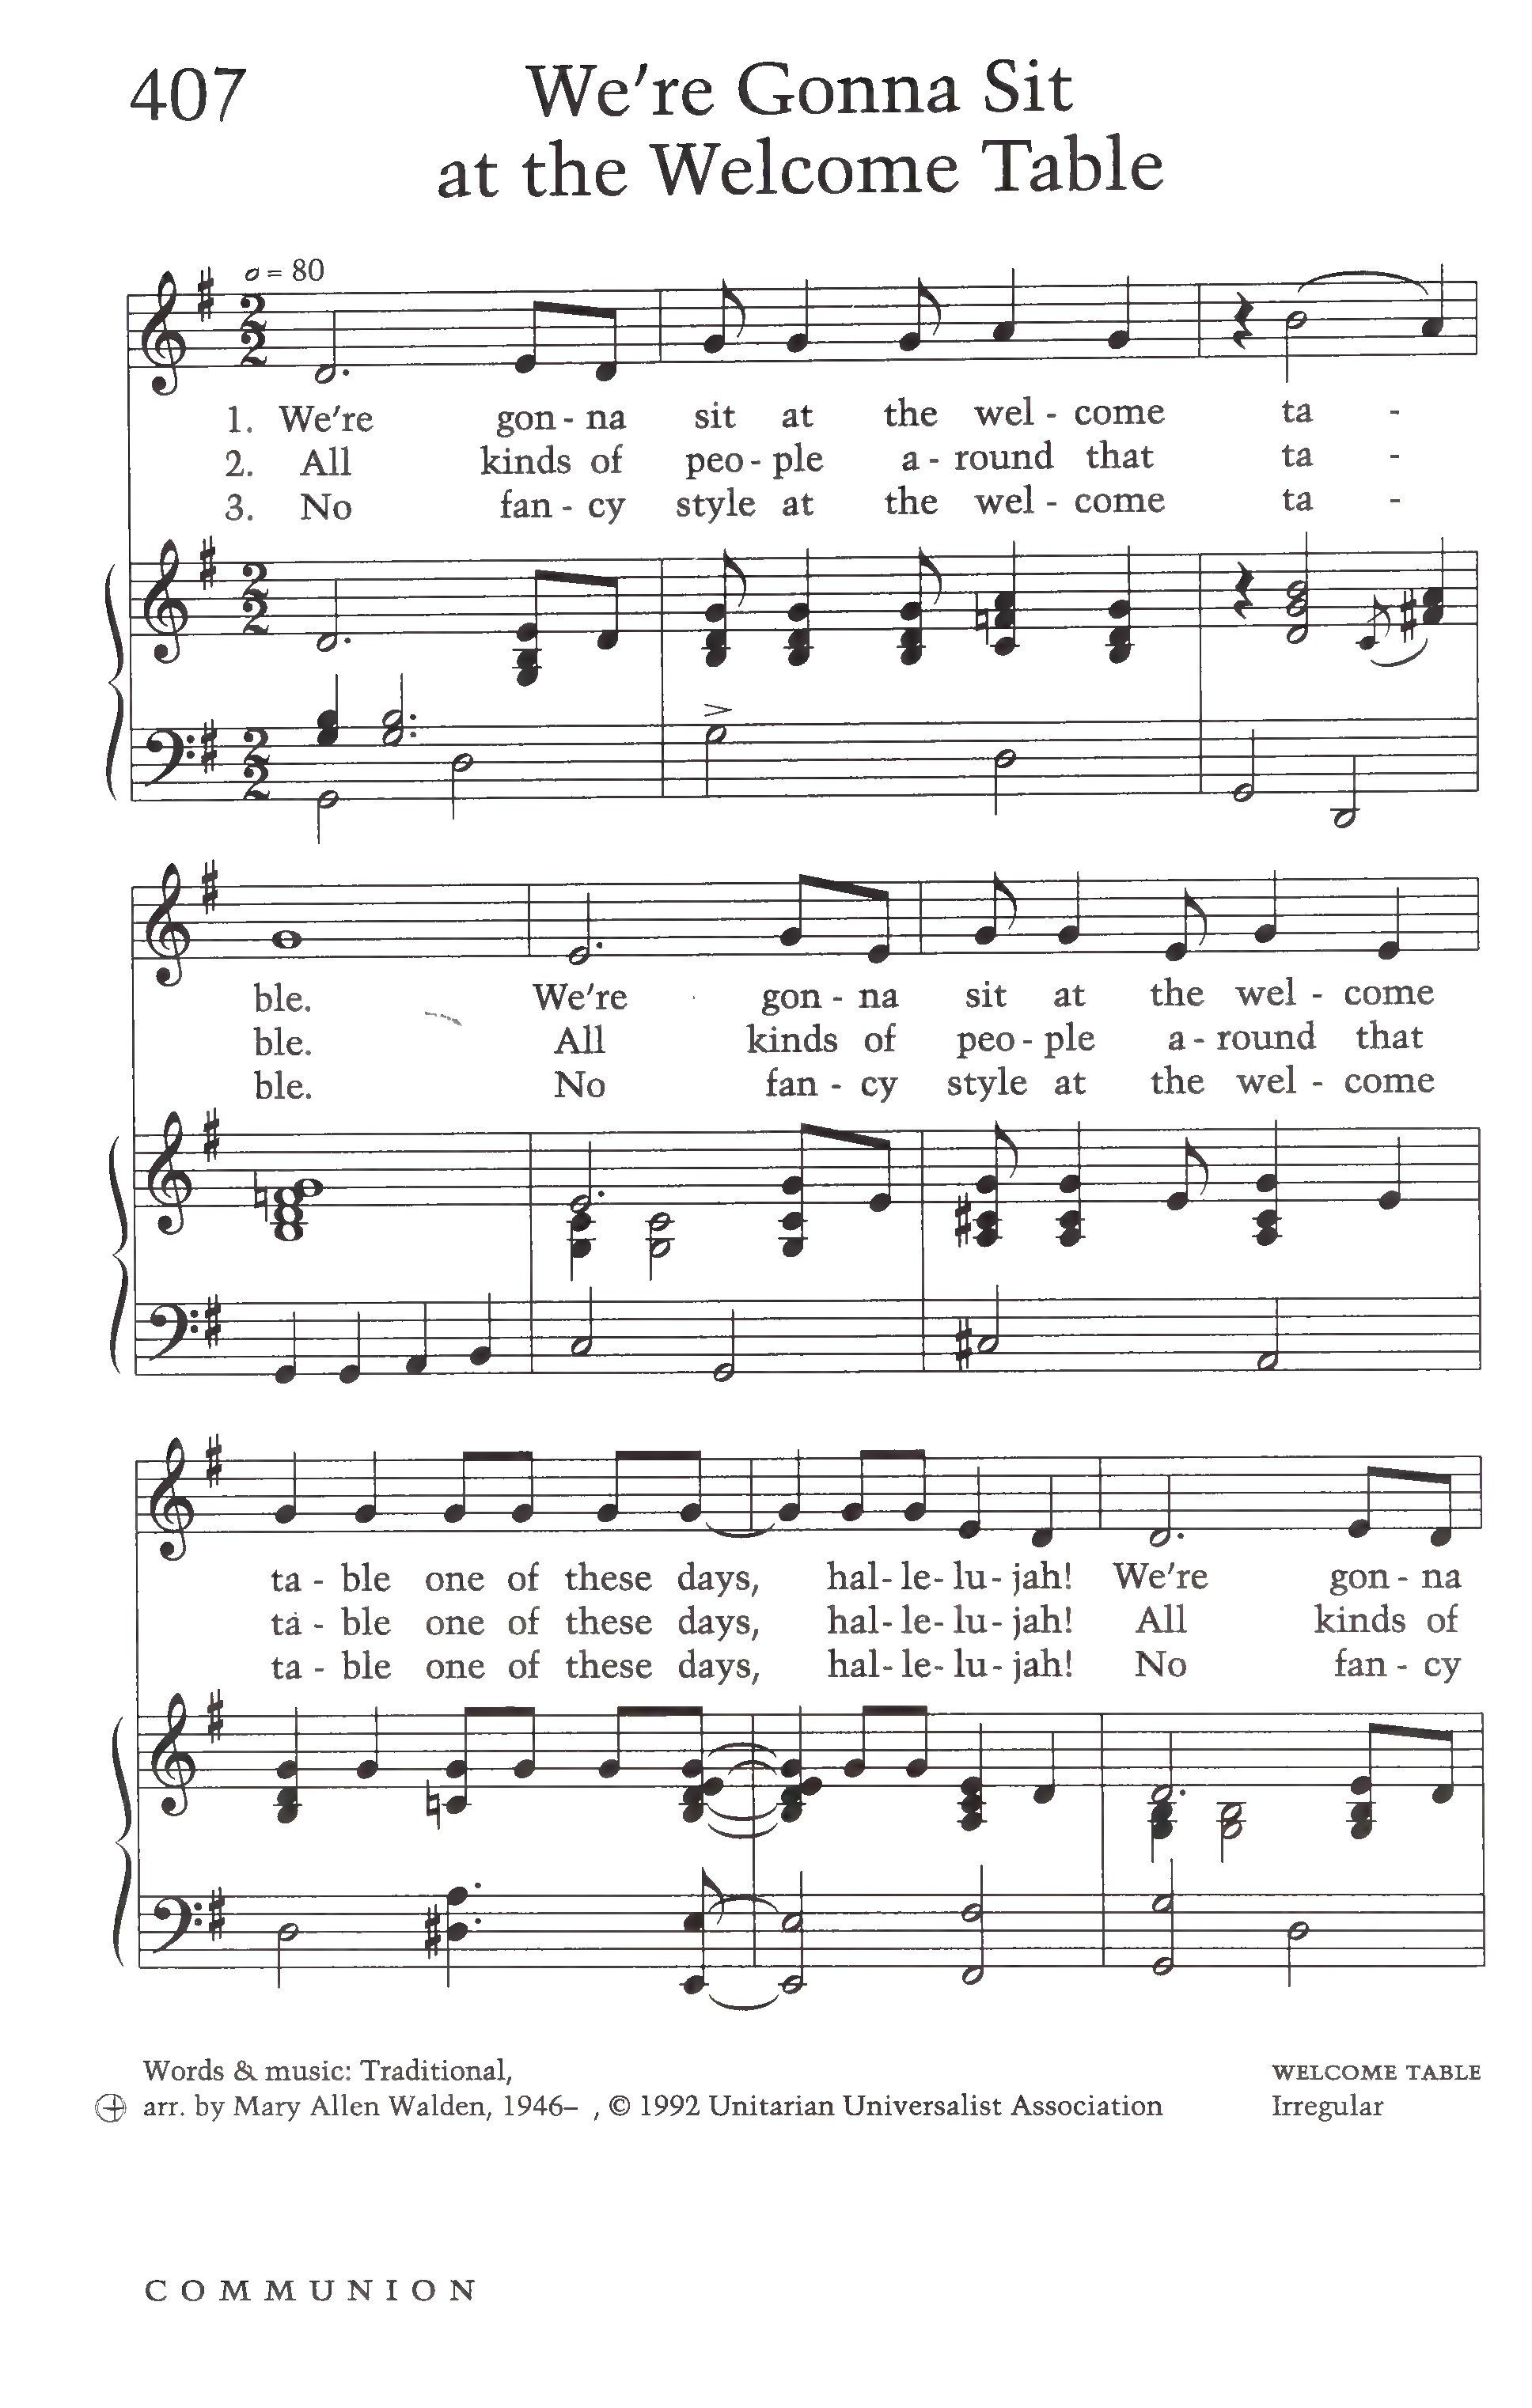 407
We're Gonna Sit
at the Welcome Table
= 80
1. We're gon - na sit at the wel - come ta -
2. All kinds of peo - ple a - round that ta -
3. No fan - cy style at the wel - come ta -
ble. We're gon - na sit at the wel - come
ble. All kinds of peo - ple a - round that
ble. No fan - cy style at the wel - come
ta - ble one of these days, hal - le - lu - jah! We're gon - na
ta - ble one of these days, hal - le - lu - jah! All kinds of
ta - ble one of these days, hal - le - lu - jah! No fan - cy
Words & music: Traditional, WELCOME TABLE
arr. by Mary Allen Walden, 1946– , © 1992 Unitarian Universalist Association Irregular
COMMUNION